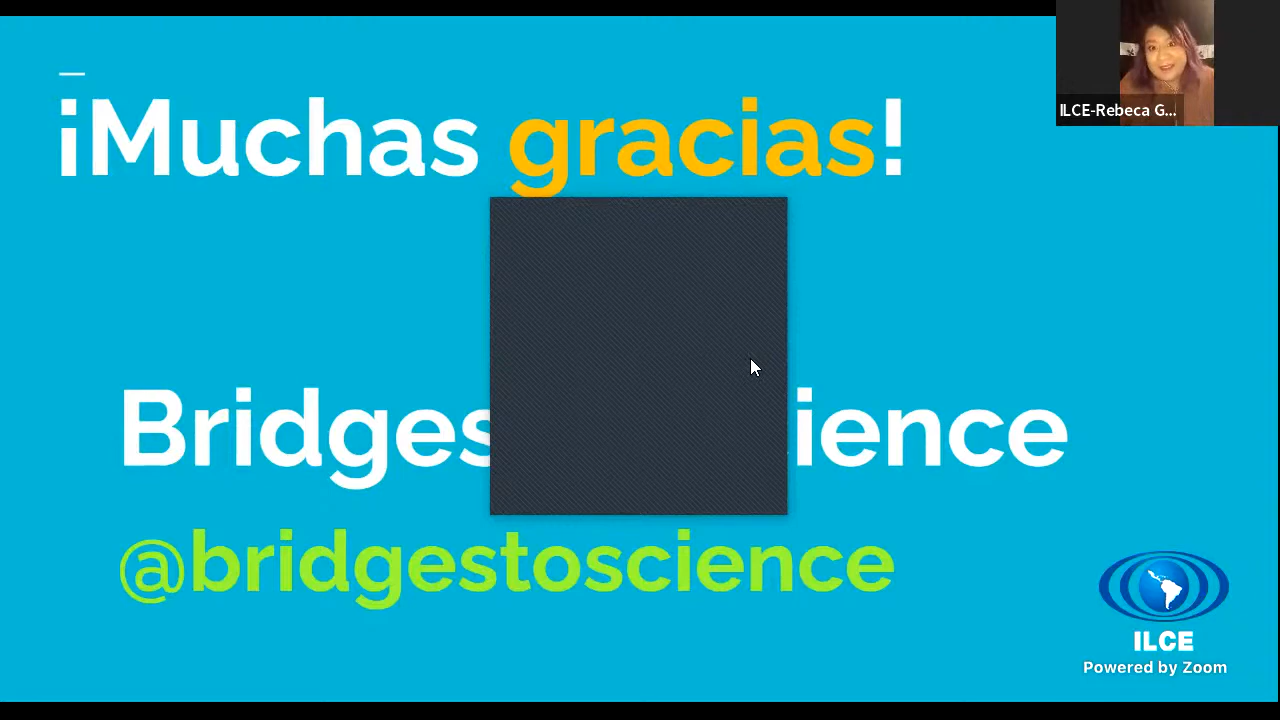 ¡Muchas gracias!
ILCE-Rebeca G...
Bridges ience
@bridgestoscience
ILCE
Powered by Zoom